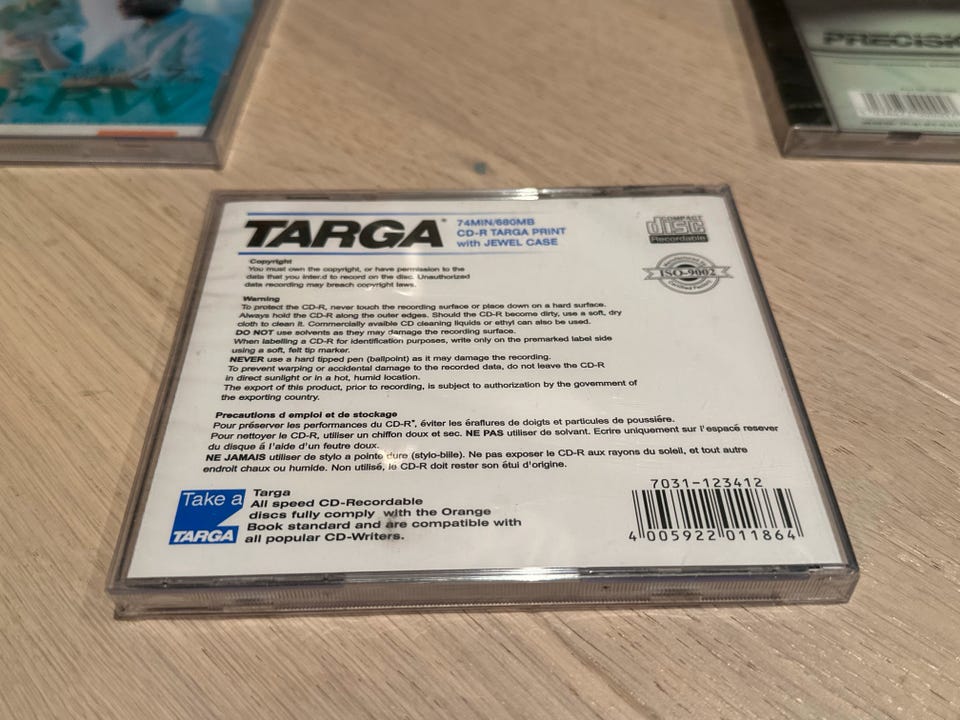 RW
PRECISI
TARGA
74MIN/680MB
CD-R TARGA PRINT
with JEWEL CASE
COMPACT
disc
Recordable
Manufactured by
ISO-9002
Certified Factory
Copyright
You must own the copyright, or have permission to the
data that you inter.d to record on the disc. Unauthorized
data recording may breach copyright laws.
Warning
To protect the CD-R, never touch the recording surface or place down on a hard surface.
Always hold the CD-R along the outer edges. Should the CD-R become dirty, use a soft, dry
cloth to clean it. Commercially avaible CD cleaning liquids or ethyl can also be used.
DO NOT use solvents as they may damage the recording surface.
When labelling a CD-R for identification purposes, write only on the premarked label side
using a soft, felt tip marker.
NEVER use a hard tipped pen (ballpoint) as it may damage the recording.
To prevent warping or accidental damage to the recorded data, do not leave the CD-R
in direct sunlight or in a hot, humid location.
The export of this product, prior to recording, is subject to authorization by the government of
the exporting country.
Precautions d emploi et de stockage
Pour préserver les performances du CD-R*, éviter les éraflures de doigts et particules de poussiére.
Pour nettoyer le CD-R, utiliser un chiffon doux et sec. NE PAS utiliser de solvant. Ecrire uniquement sur l'espacé resever
du disque á l'aide d'un feutre doux.
NE JAMAIS utiliser de stylo a pointe dure (stylo-biile). Ne pas exposer le CD-R aux rayons du soleil, et tout autre
endroit chaux ou humide. Non utilisé, le CD-R doit rester son étui d'origine.
Take a
TARGA
Targa
All speed CD-Recordable
discs fully comply with the Orange
Book standard and are compatible with
all popular CD-Writers.
7031-123412
4 005922 011864